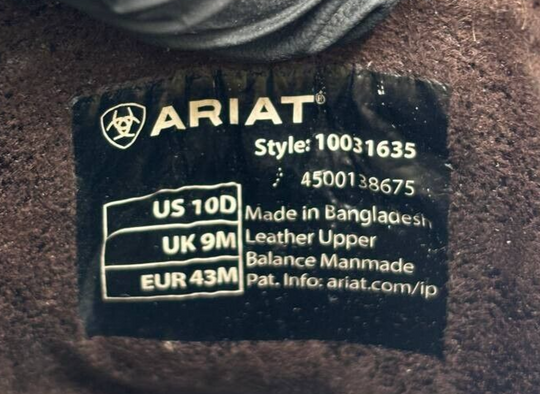 ARIAT®
Style: 10031635
4500138675
US 10D
UK 9M
EUR 43M
Made in Bangladesh
Leather Upper
Balance Manmade
Pat. Info: ariat.com/ip